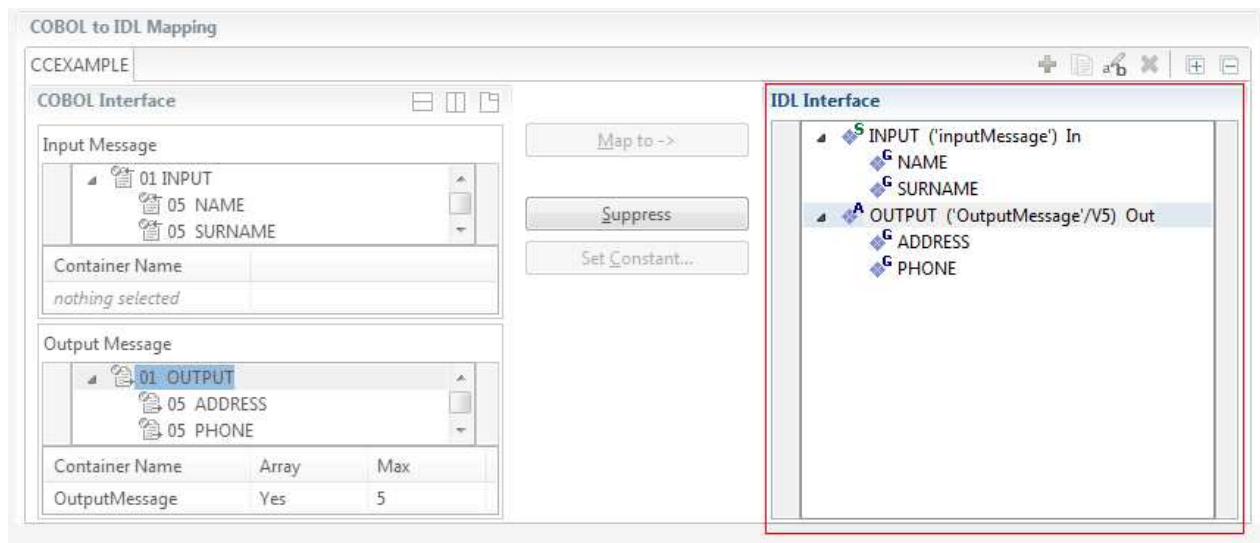 COBOL to IDL Mapping
CCEXAMPLE
COBOL Interface
Input Message
01 INPUT
05 NAME
05 SURNAME
Container Name
nothing selected
Output Message
01 OUTPUT
05 ADDRESS
05 PHONE
Container Name Array Max
OutputMessage Yes 5
Map to ->
Suppress
Set Constant...
IDL Interface
S INPUT ('inputMessage') In
G NAME
G SURNAME
A OUTPUT ('OutputMessage'/V5) Out
G ADDRESS
G PHONE